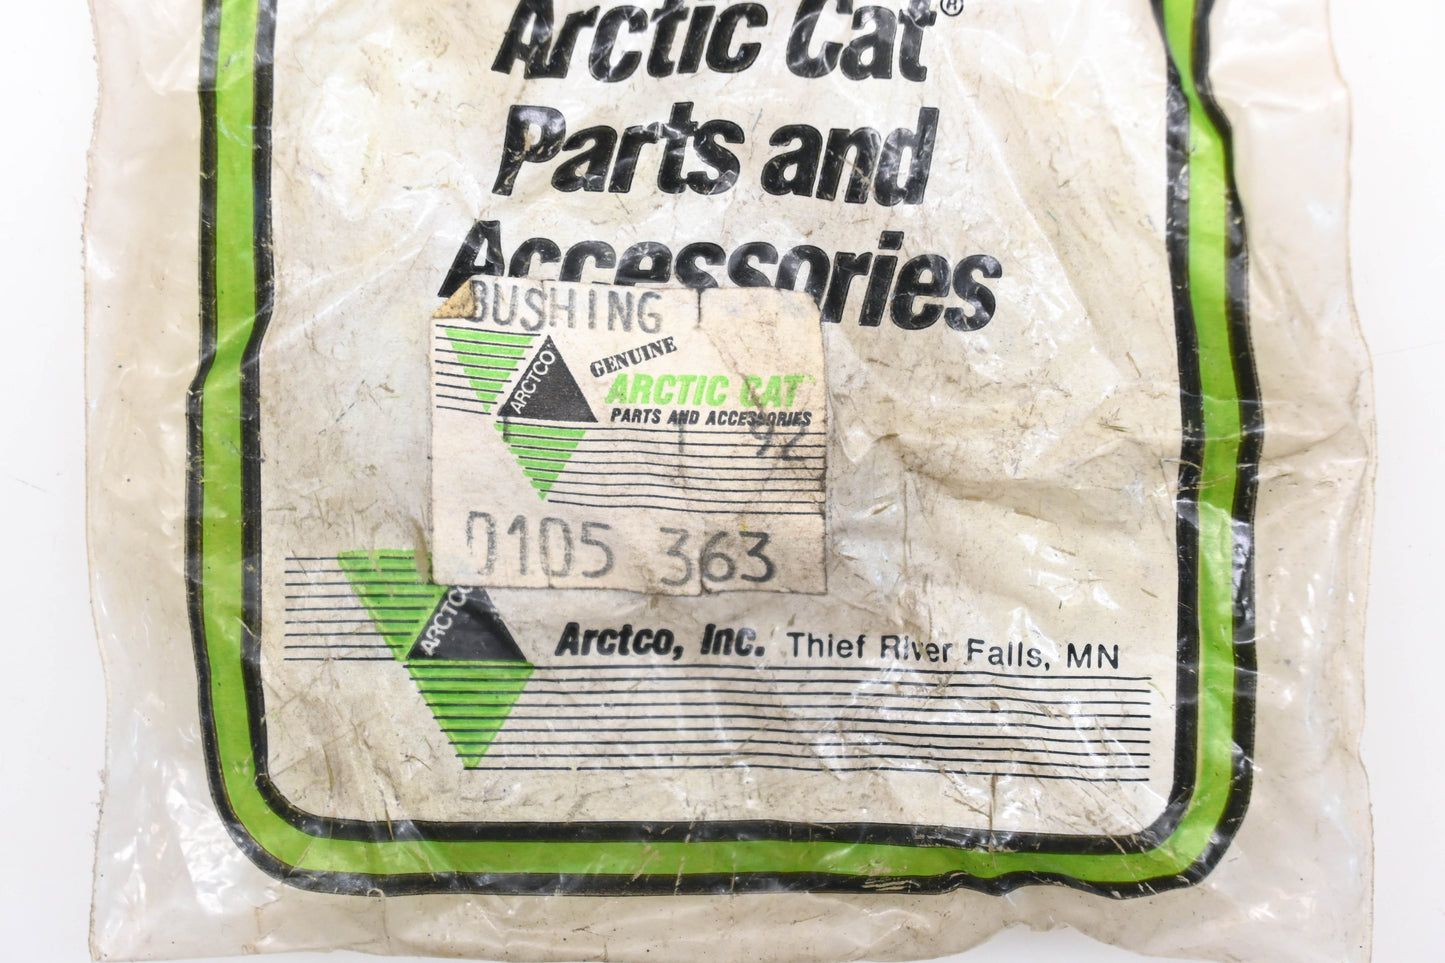 Arctic Cat®
Parts and
Accessories
BUSHING
ARCTCO
GENUINE
ARCTIC CAT
PARTS AND ACCESSORIES
92
0105 363
ARCTCO
Arctco, Inc. Thief River Falls, MN